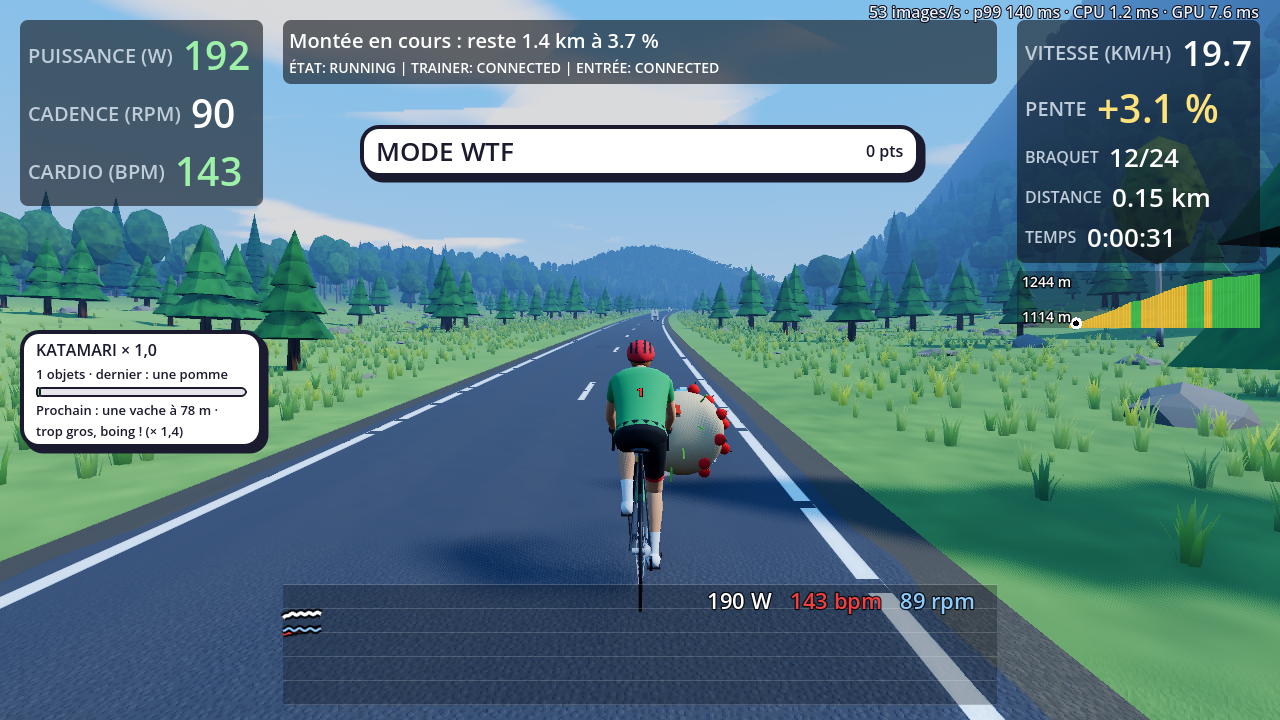 53 images/s · p99 140 ms · CPU 1.2 ms · GPU 7.6 ms
PUISSANCE (W) 192
CADENCE (RPM) 90
CARDIO (BPM) 143
Montée en cours : reste 1.4 km à 3.7 %
ÉTAT: RUNNING | TRAINER: CONNECTED | ENTRÉE: CONNECTED
MODE WTF 0 pts
VITESSE (KM/H) 19.7
PENTE +3.1 %
BRAQUET 12/24
DISTANCE 0.15 km
TEMPS 0:00:31
1244 m
1114 m
KATAMARI × 1,0
1 objets · dernier : une pomme
Prochain : une vache à 78 m ·
trop gros, boing ! (× 1,4)
1
190 W 143 bpm 89 rpm